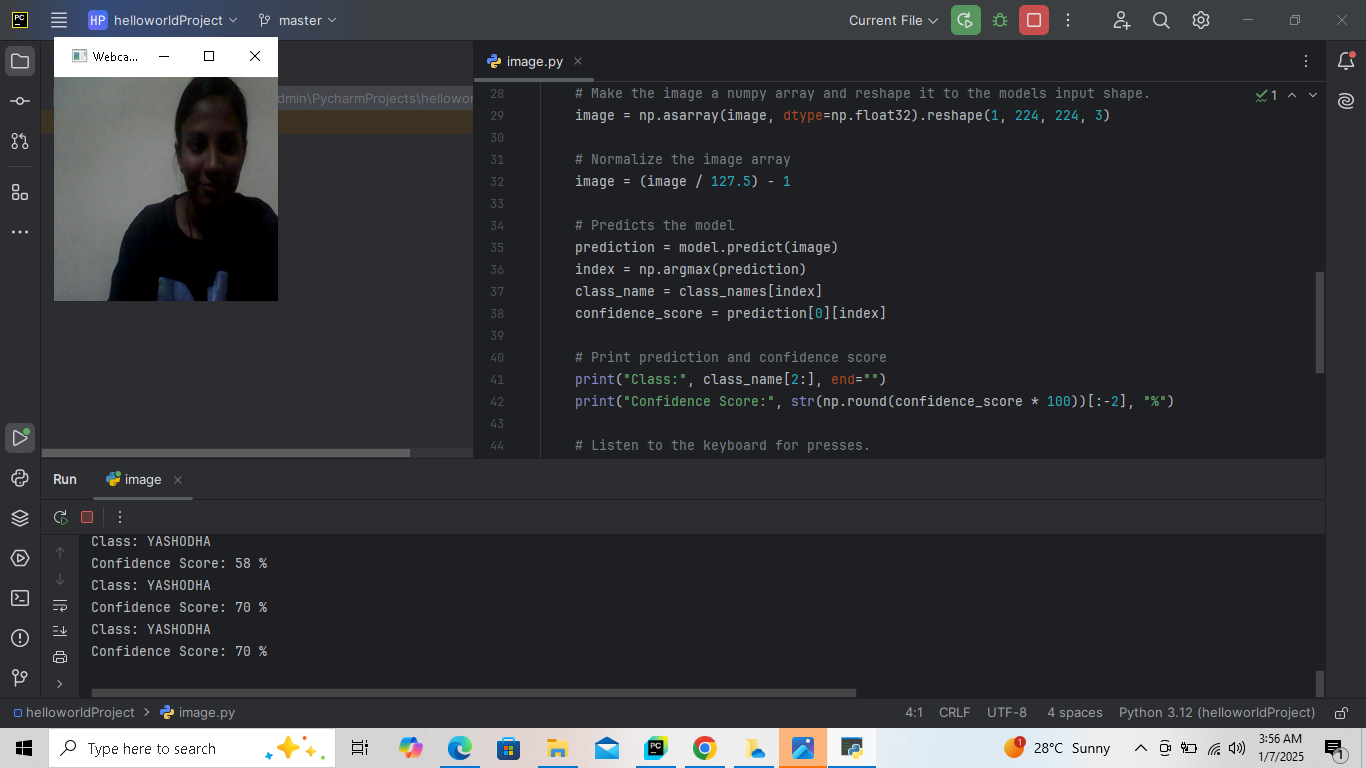 HP helloworldProject master Current File
Webca...
image.py
dmin\PycharmProjects\hellowor
1
28 # Make the image a numpy array and reshape it to the models input shape.
29 image = np.asarray(image, dtype=np.float32).reshape(1, 224, 224, 3)
30
31 # Normalize the image array
32 image = (image / 127.5) - 1
33
34 # Predicts the model
35 prediction = model.predict(image)
36 index = np.argmax(prediction)
37 class_name = class_names[index]
38 confidence_score = prediction[0][index]
39
40 # Print prediction and confidence score
41 print("Class:", class_name[2:], end="")
42 print("Confidence Score:", str(np.round(confidence_score * 100))[:-2], "%")
43
44 # Listen to the keyboard for presses.
Run image
Class: YASHODHA
Confidence Score: 58 %
Class: YASHODHA
Confidence Score: 70 %
Class: YASHODHA
Confidence Score: 70 %
helloworldProject > image.py 4:1 CRLF UTF-8 4 spaces Python 3.12 (helloworldProject)
Type here to search
1 28°C Sunny
3:56 AM
1/7/2025
1